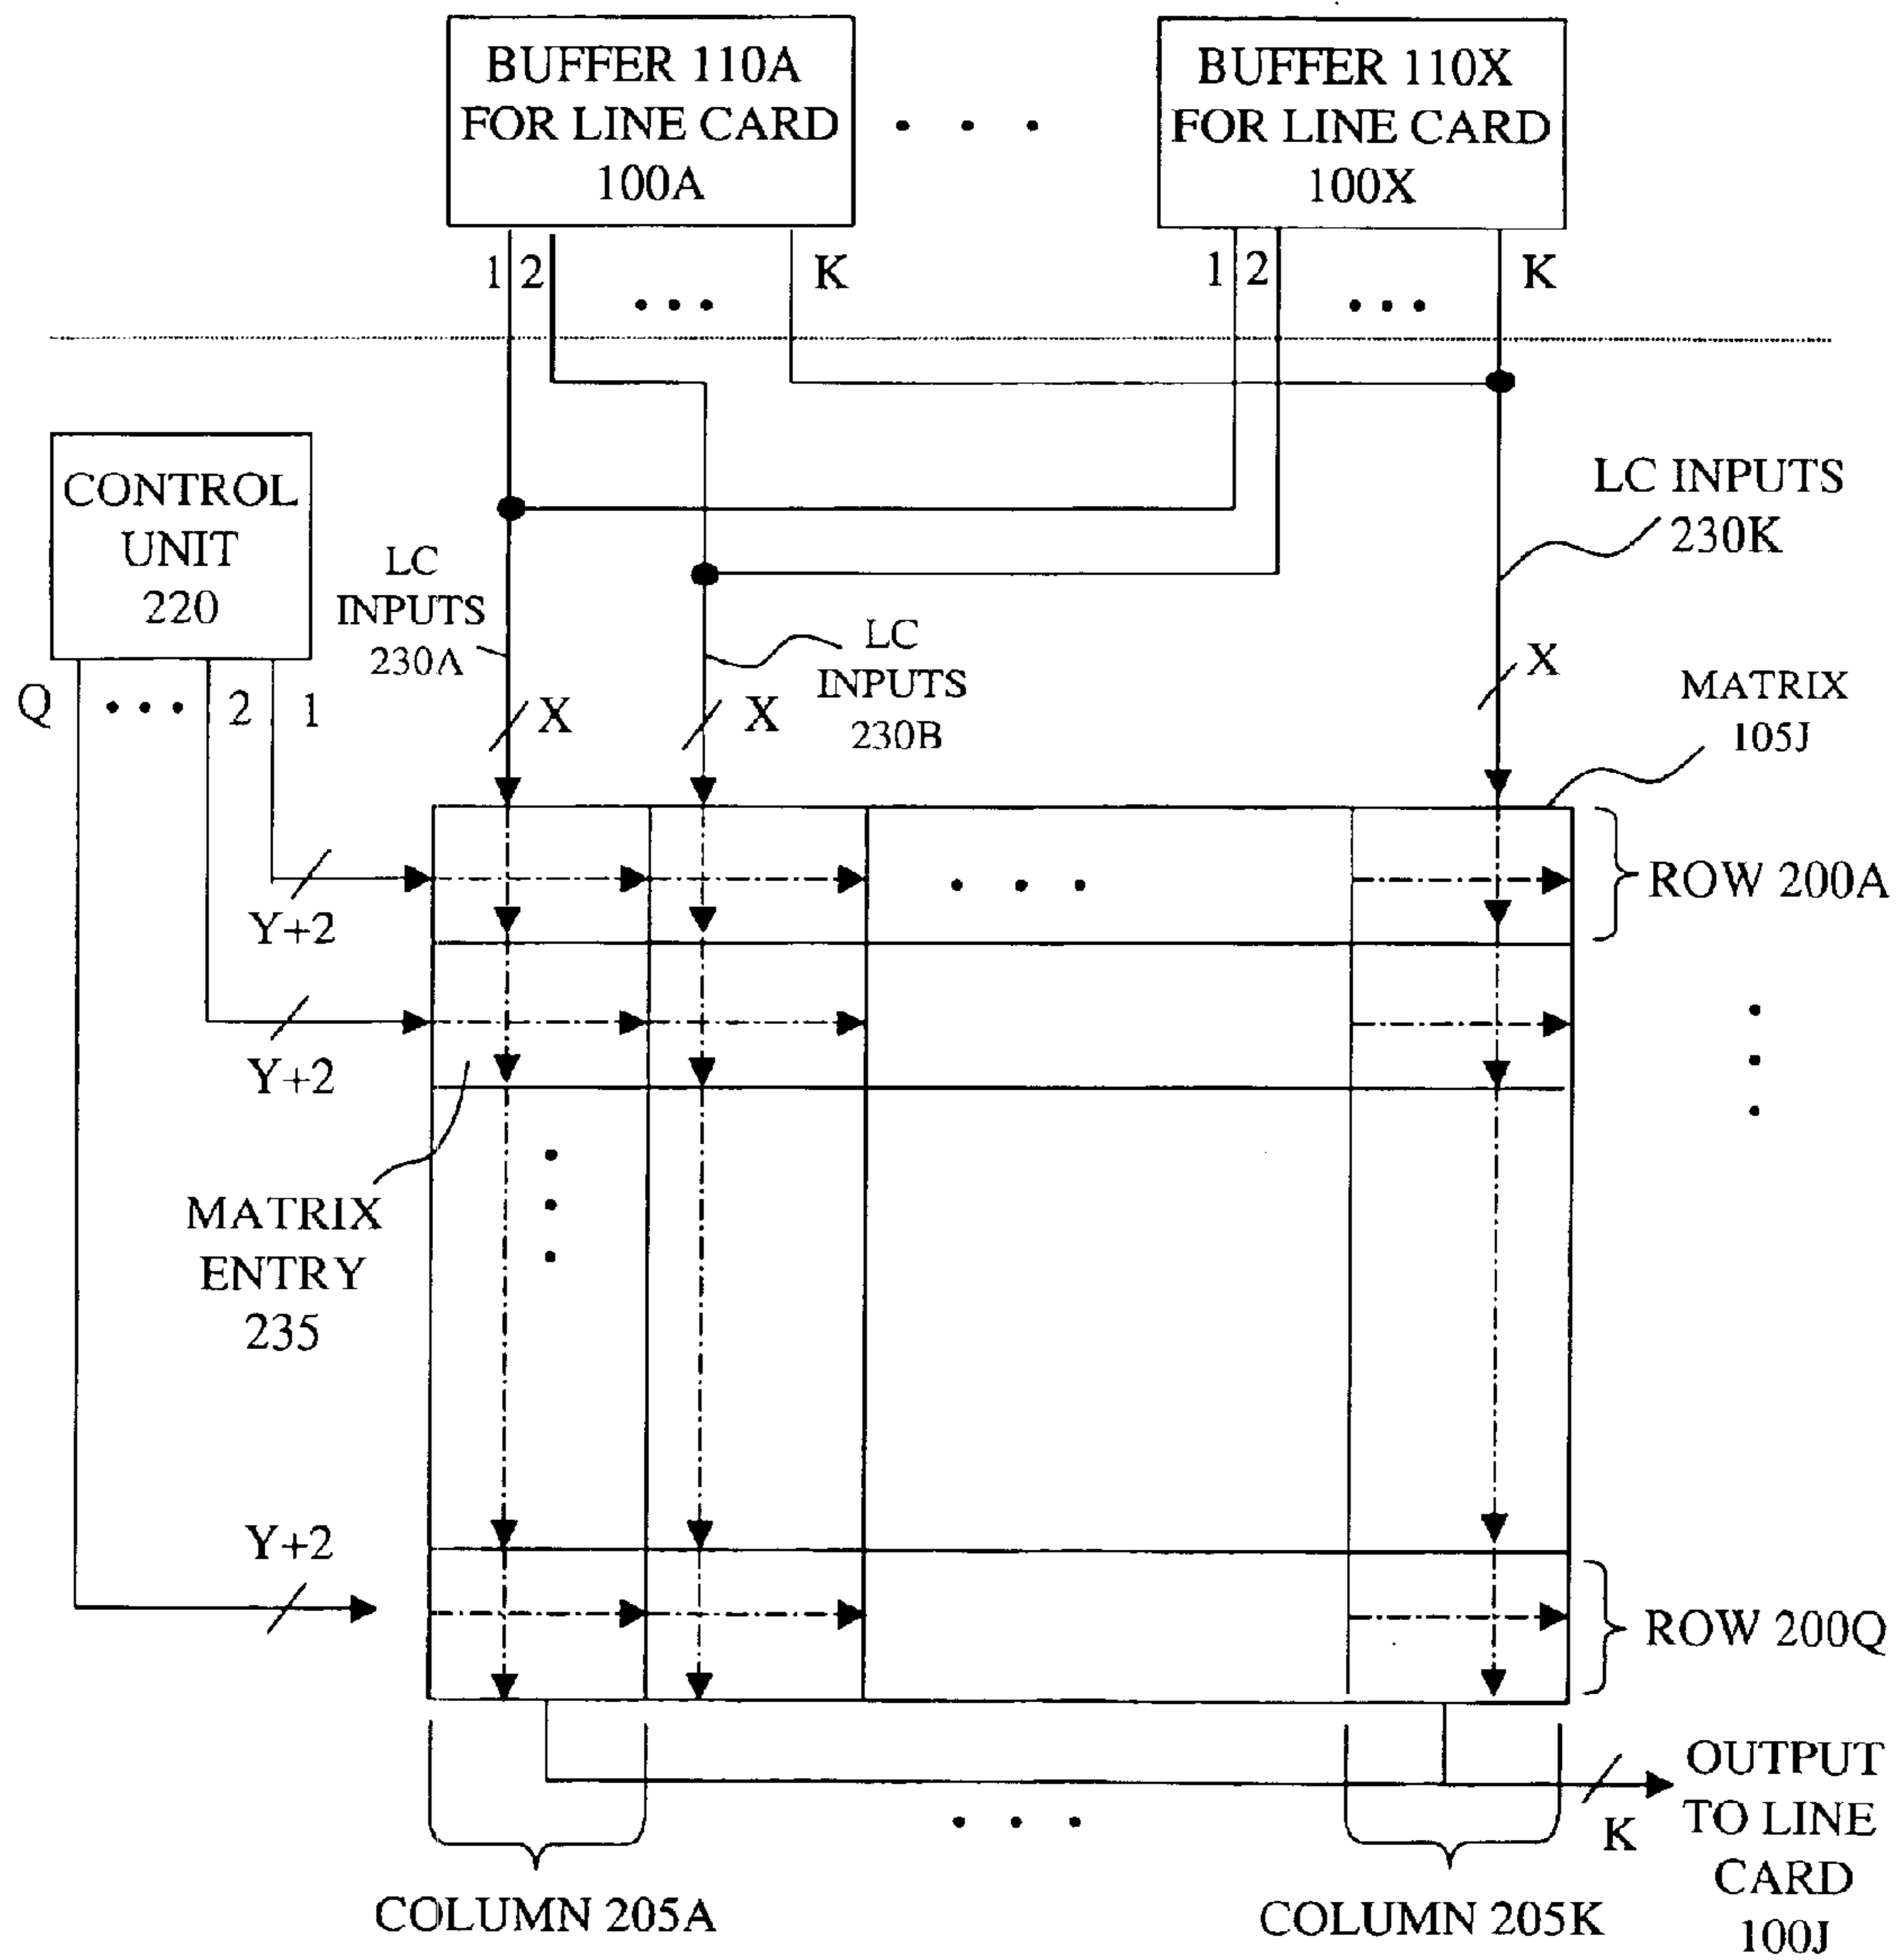 BUFFER 110A
FOR LINE CARD
100A
BUFFER 110X
FOR LINE CARD
100X
1 2 K
1 2 K
CONTROL
UNIT
220
Q 2 1
LC
INPUTS
230A
LC
INPUTS
230B
LC INPUTS
230K
X
X
X
MATRIX
105J
Y+2
ROW 200A
Y+2
MATRIX
ENTRY
235
Y+2
ROW 200Q
K
OUTPUT
TO LINE
CARD
100J
COLUMN 205A
COLUMN 205K